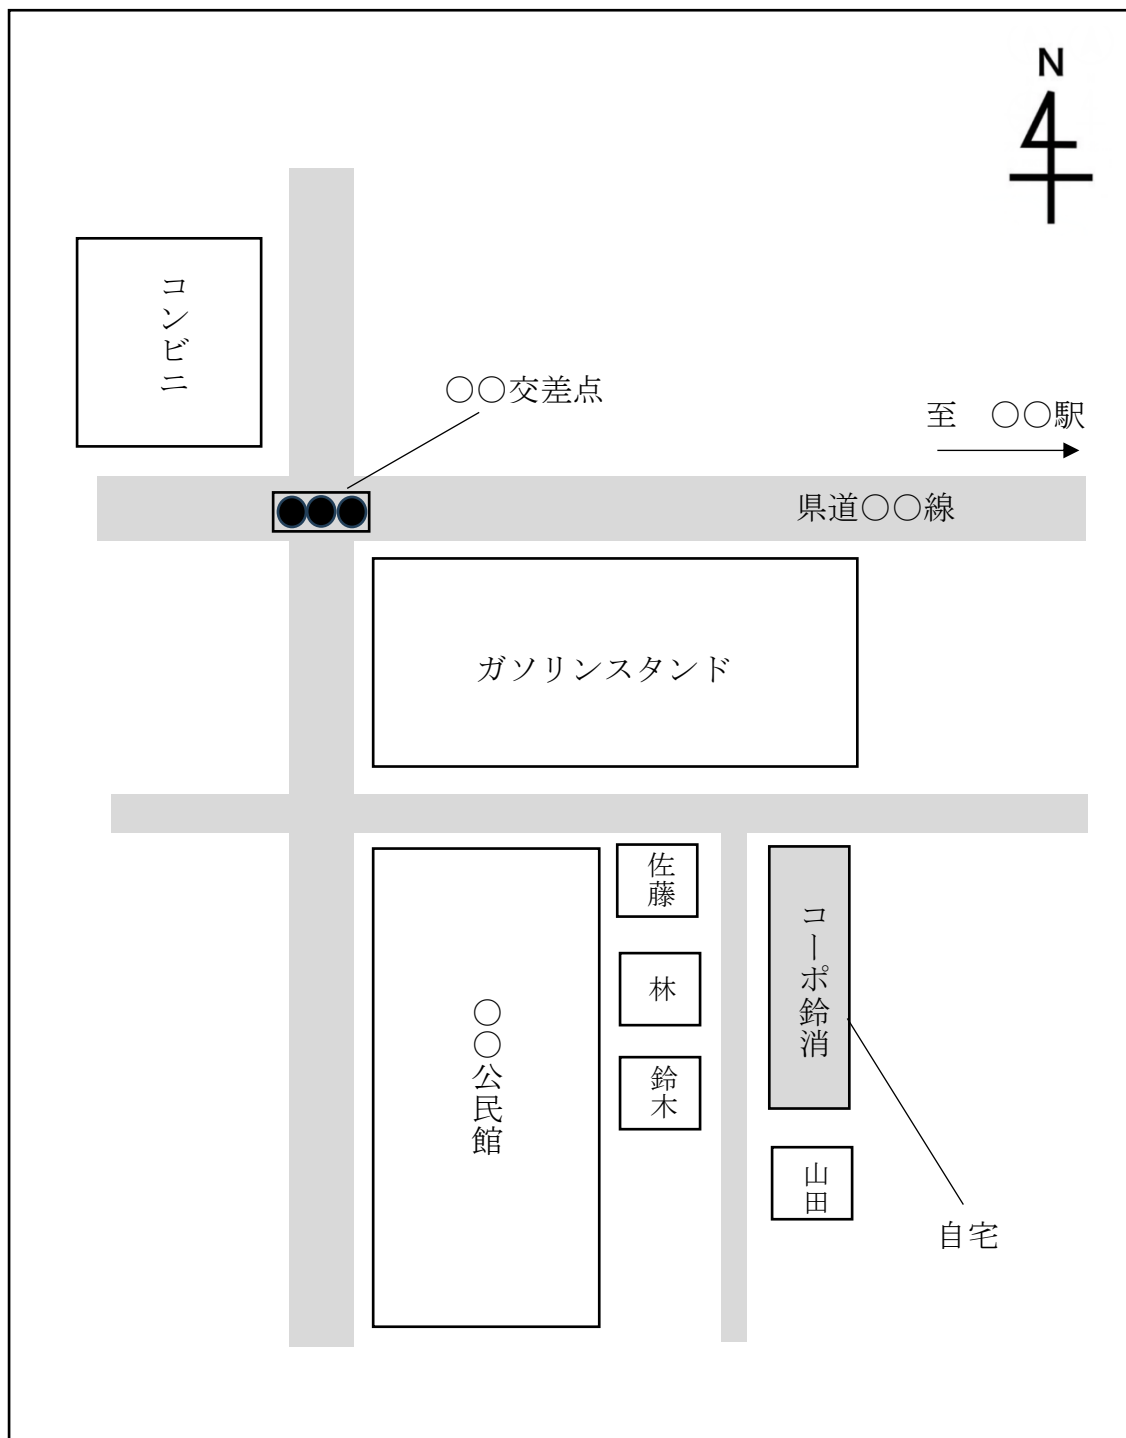 N
コンビニ
○○交差点
至　○○駅
県道○○線
ガソリンスタンド
佐藤
コーポ鈴消
林
○○公民館
鈴木
山田
自宅